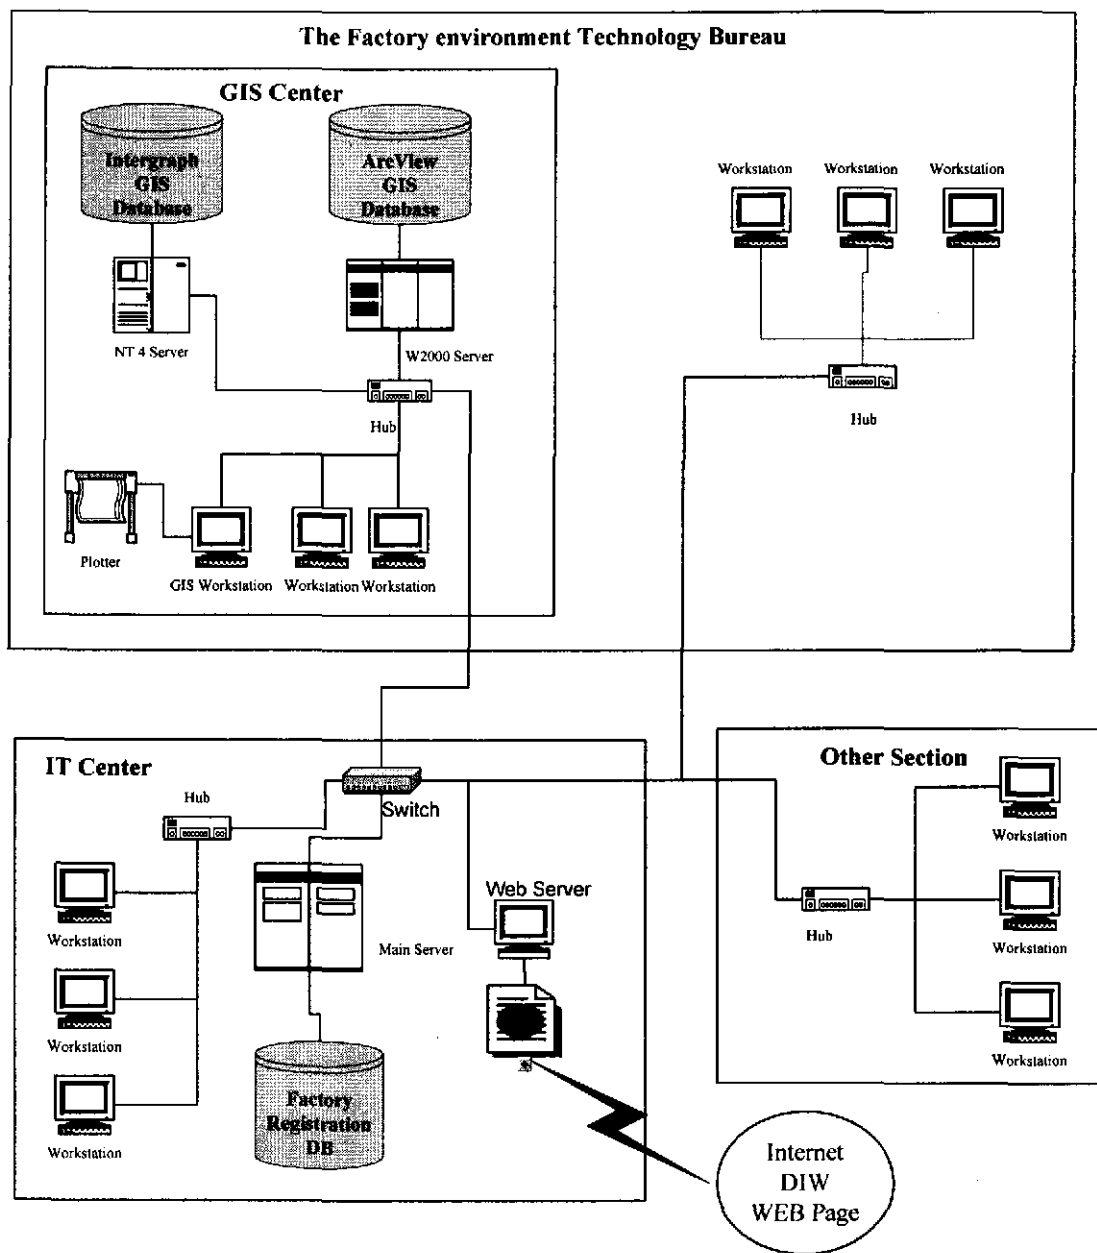 The Factory environment Technology Bureau
GIS Center
Intergraph
GIS
Database
ArcView
GIS
Database
NT 4 Server
W2000 Server
Hub
Plotter
GIS Workstation
Workstation
Workstation
Workstation
Workstation
Workstation
Hub
IT Center
Hub
Switch
Workstation
Workstation
Workstation
Main Server
Factory
Registration
DB
Web Server
Internet
DIW
WEB Page
Other Section
Hub
Workstation
Workstation
Workstation